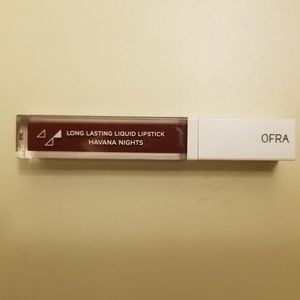 LONG LASTING LIQUID LIPSTICK
HAVANA NIGHTS
OFRA